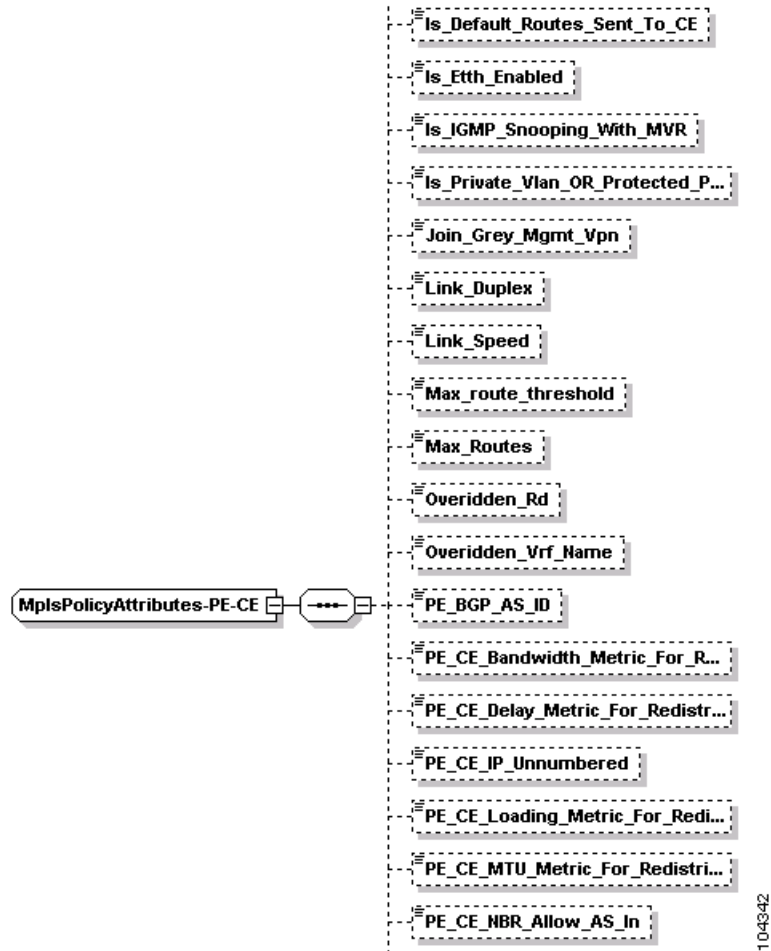 Is_Default_Routes_Sent_To_CE
Is_Etth_Enabled
Is_IGMP_Snooping_With_MVR
Is_Private_Vlan_OR_Protected_P...
Join_Grey_Mgmt_Vpn
Link_Duplex
Link_Speed
Max_route_threshold
Max_Routes
Overidden_Rd
Overidden_Vrf_Name
MplsPolicyAttributes-PE-CE
PE_BGP_AS_ID
PE_CE_Bandwidth_Metric_For_R...
PE_CE_Delay_Metric_For_Redistr...
PE_CE_IP_Unnumbered
PE_CE_Loading_Metric_For_Redi...
PE_CE_MTU_Metric_For_Redistri...
PE_CE_NBR_Allow_AS_In
104342